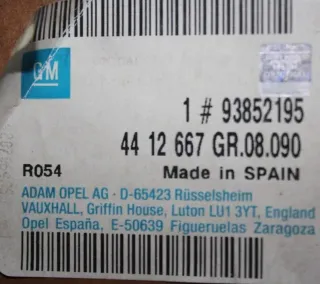 GM
1 # 93852195
44 12 667 GR.08.090
R054 Made in SPAIN
ADAM OPEL AG - D-65423 Rüsselsheim
VAUXHALL, Griffin House, Luton LU1 3YT, England
Opel España, E-50639 Figueruelas Zaragoza